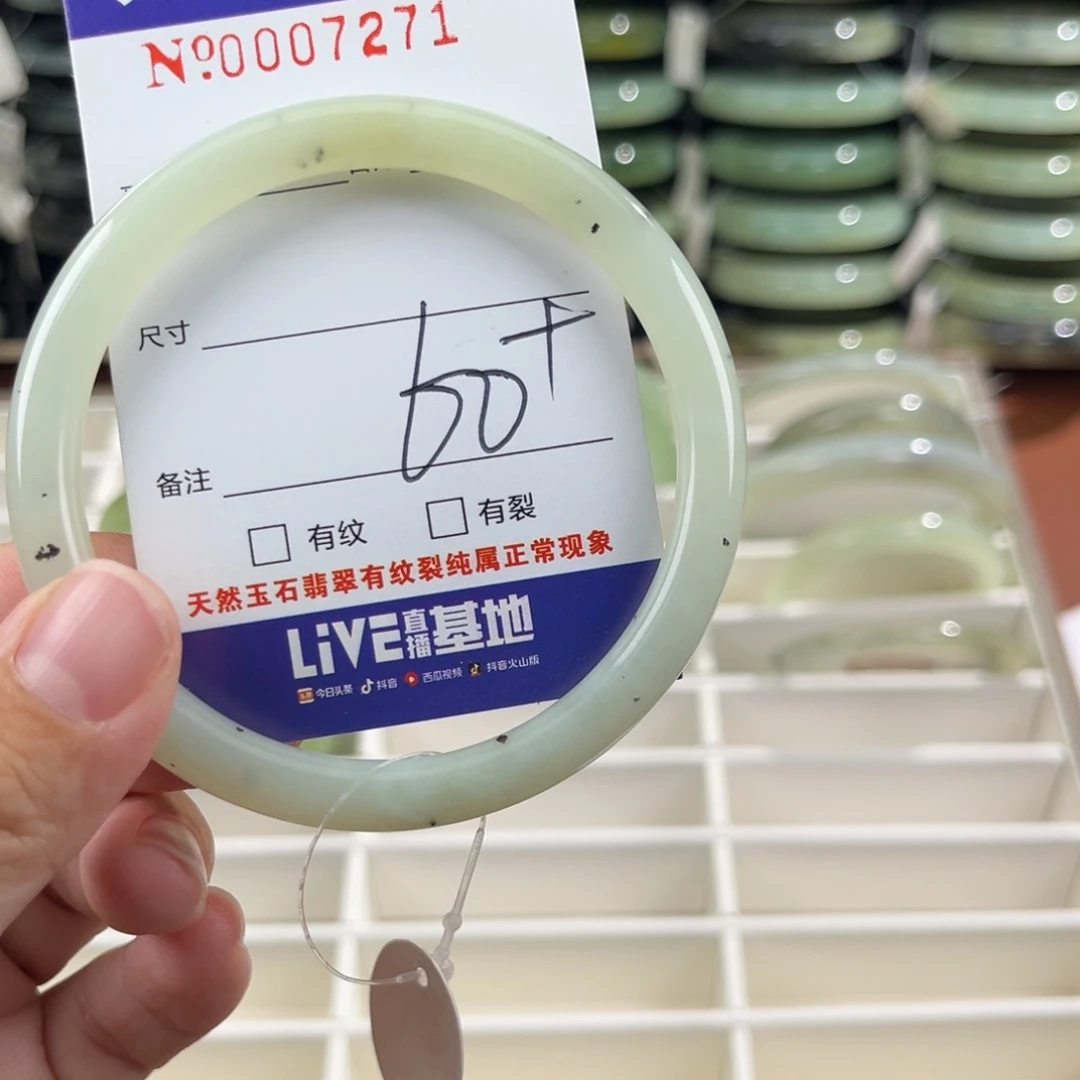 №0007271
尺寸
60+
备注
有纹 有裂
天然玉石翡翠有纹裂纯属正常现象
LiVE直播基地
今日头条 抖音 西瓜视频 抖音火山版